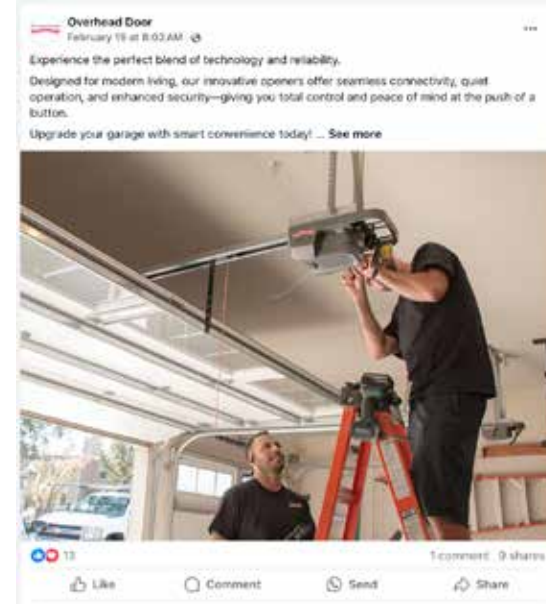 Overhead Door
February 19 at 8:03 AM
Experience the perfect blend of technology and reliability.
Designed for modern living, our innovative openers offer seamless connectivity, quiet
operation, and enhanced security—giving you total control and peace of mind at the push of a
button.
Upgrade your garage with smart convenience today! ... See more
13
1 comment 9 shares
Like Comment Send Share